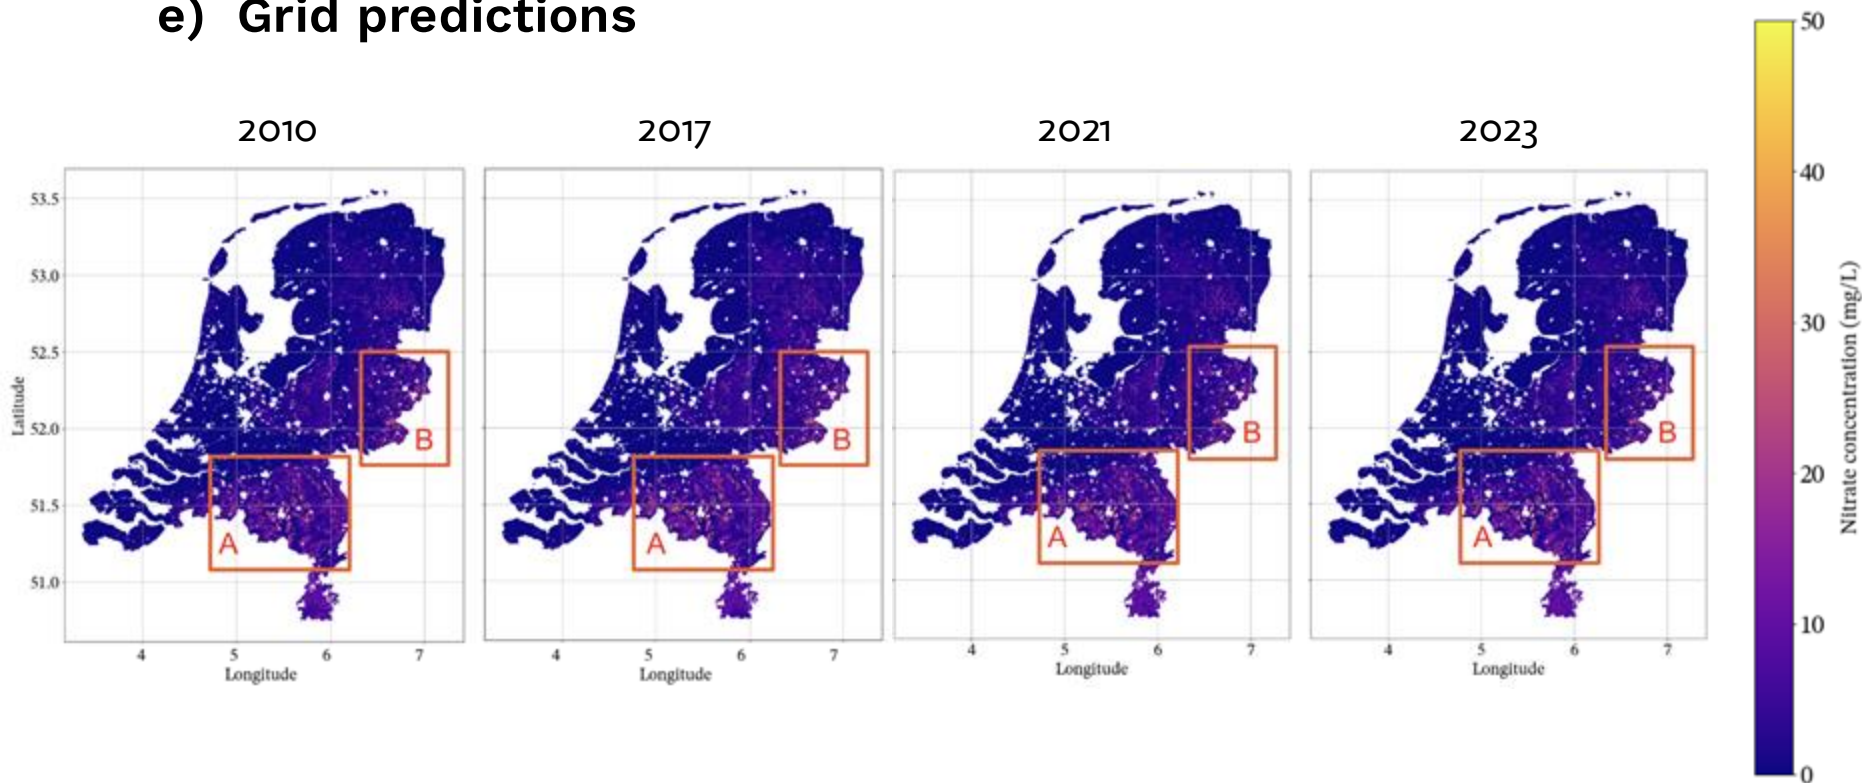 e) Grid predictions
2010 2017 2021 2023
53.5
53.0
52.5
52.0
51.5
51.0
Latitude
A B
A B
A B
A B
4 5 6 7
Longitude
4 5 6 7
Longitude
4 5 6 7
Longitude
4 5 6 7
Longitude
50
40
30
20
10
0
Nitrate concentration (mg/L)